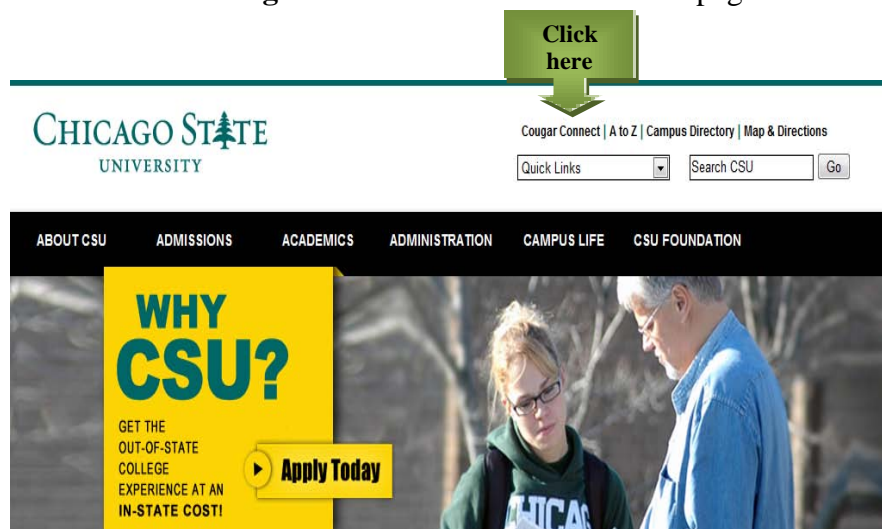 Click
here
CHICAGO STATE
UNIVERSITY
Cougar Connect | A to Z | Campus Directory | Map & Directions
Quick Links
Search CSU
Go
ABOUT CSU ADMISSIONS ACADEMICS ADMINISTRATION CAMPUS LIFE CSU FOUNDATION
WHY
CSU?
GET THE
OUT-OF-STATE
COLLEGE
EXPERIENCE AT AN
IN-STATE COST!
Apply Today